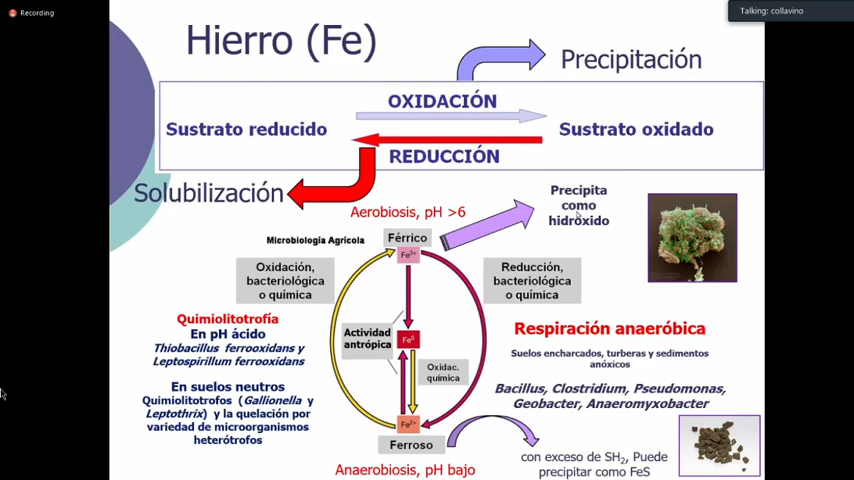 Recording
Talking: collavino
Hierro (Fe)
Precipitación
OXIDACIÓN
Sustrato reducido
Sustrato oxidado
REDUCCIÓN
Solubilización
Aerobiosis, pH >6
Precipita
como
hidróxido
Microbiología Agrícola
Férrico
Fe³⁺
Oxidación,
bacteriológica
o química
Reducción,
bacteriológica
o química
Quimiolitotrofía
En pH ácido
Thiobacillus ferrooxidans y
Leptospirillum ferrooxidans
Actividad
antrópica
Fe⁰
Respiración anaeróbica
Suelos encharcados, turberas y sedimentos
anóxicos
Oxidac.
química
En suelos neutros
Quimiolitotrofos (Gallionella y
Leptothrix) y la quelación por
variedad de microorganismos
heterótrofos
Bacillus, Clostridium, Pseudomonas,
Geobacter, Anaeromyxobacter
Fe²⁺
Ferroso
Anaerobiosis, pH bajo
con exceso de SH₂, Puede
precipitar como FeS